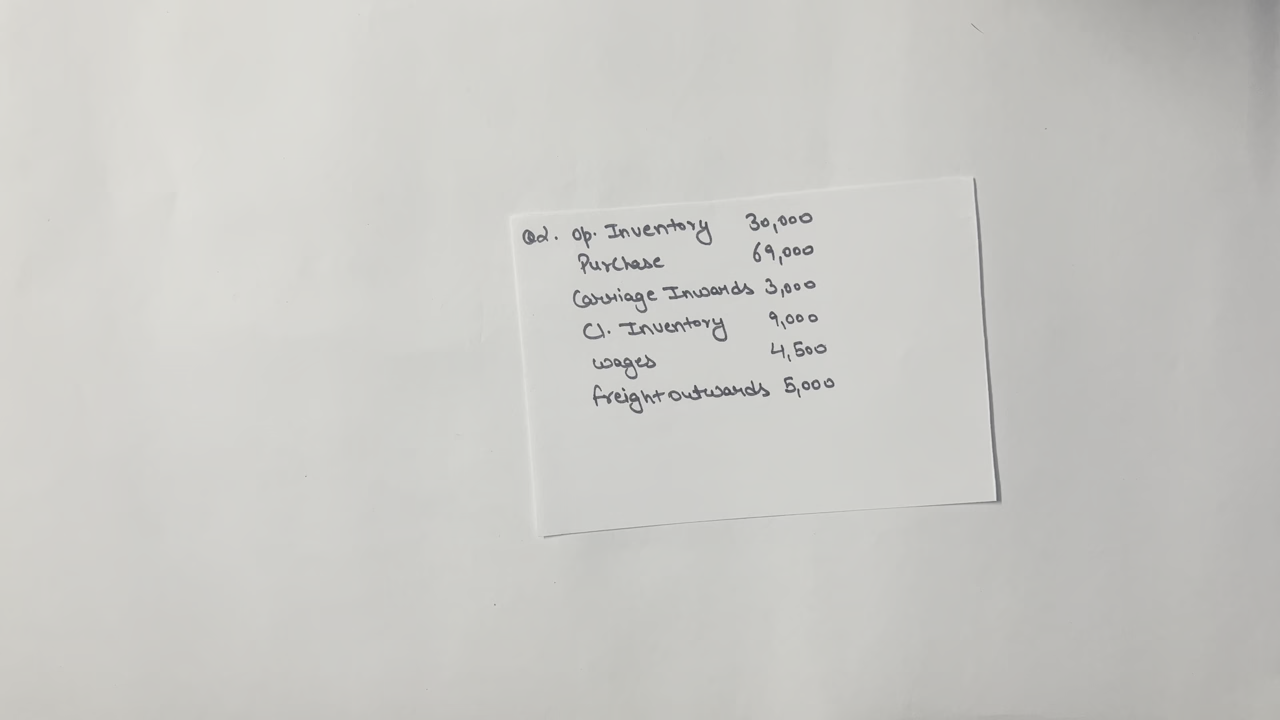 Q2. Op. Inventory 30,000
Purchase 69,000
Carriage Inwards 3,000
Cl. Inventory 9,000
wages 4,500
freight outwards 5,000